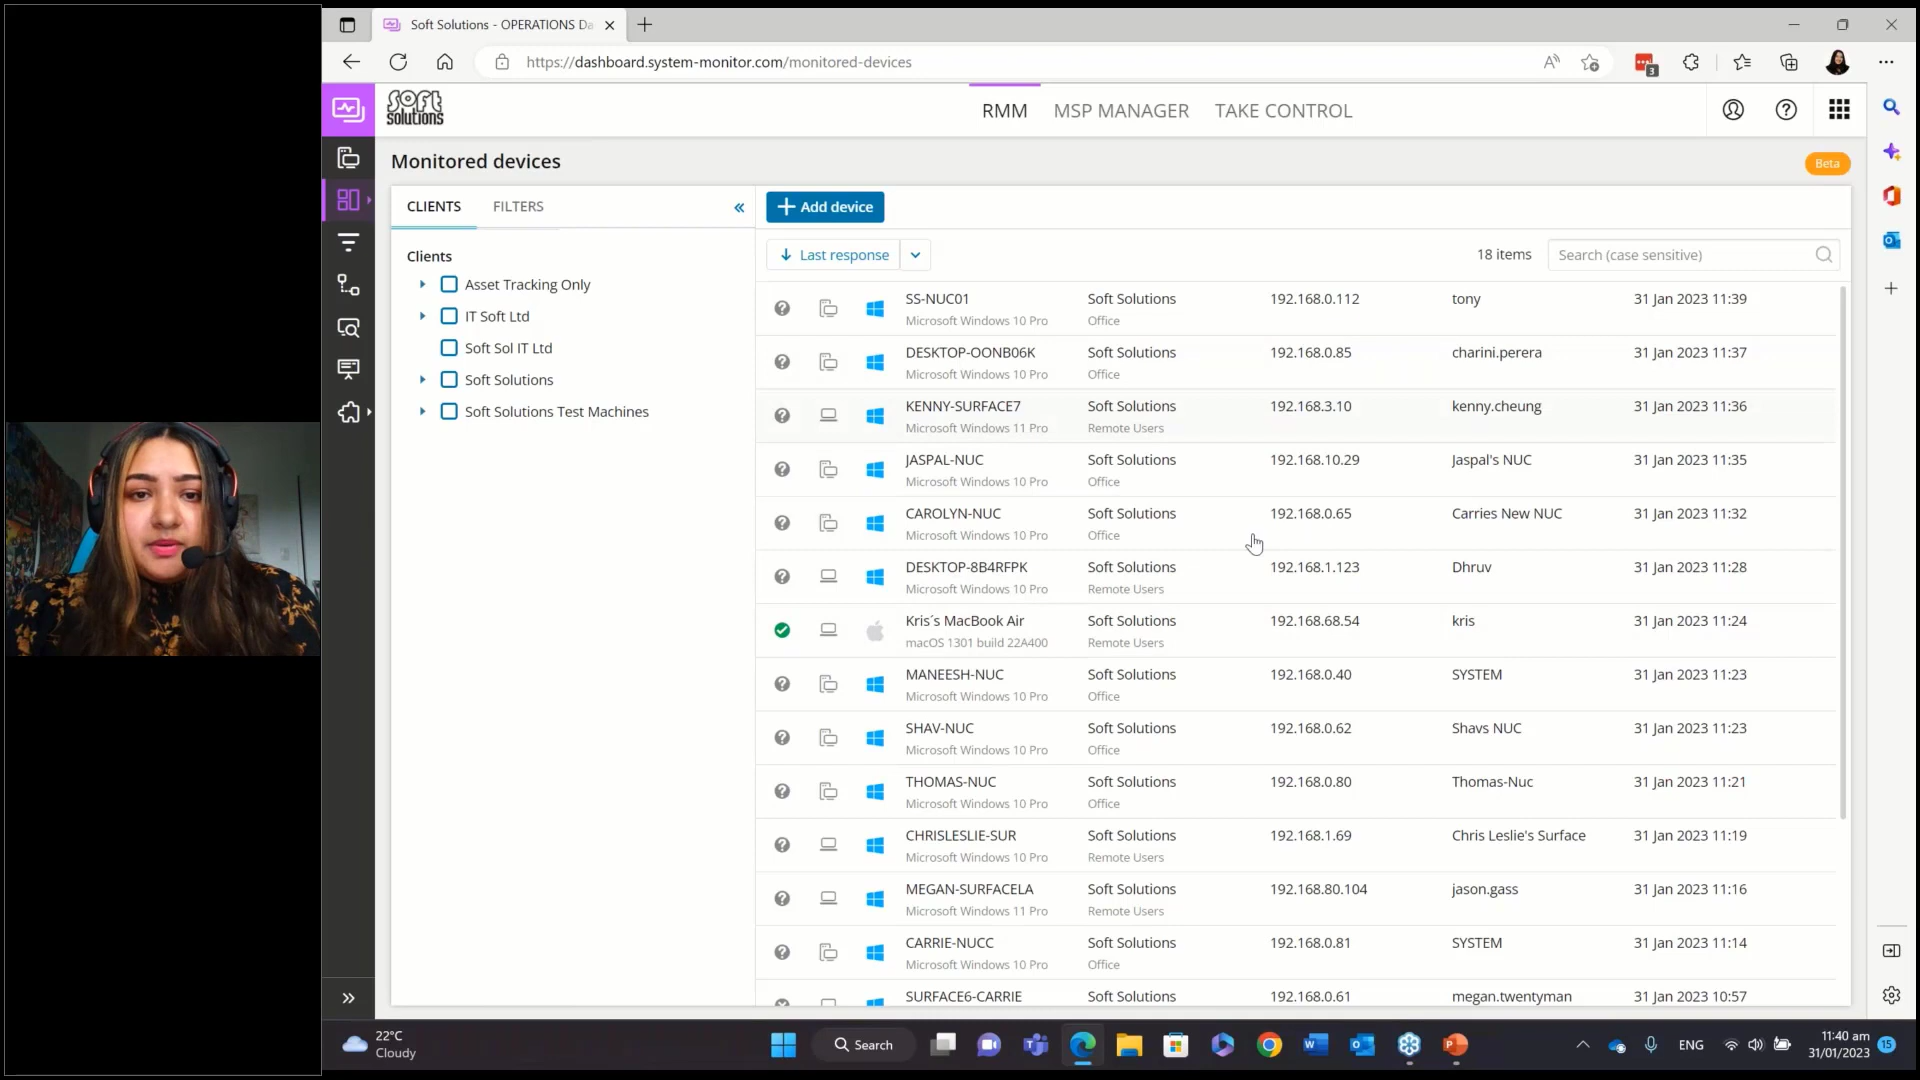 Soft Solutions - OPERATIONS Da
https://dashboard.system-monitor.com/monitored-devices
3
soft solutions
RMM
MSP MANAGER
TAKE CONTROL
Monitored devices
Beta
CLIENTS
FILTERS
Add device
Clients
Last response
18 items
Search (case sensitive)
Asset Tracking Only
IT Soft Ltd
Soft Sol IT Ltd
Soft Solutions
Soft Solutions Test Machines
SS-NUC01 Soft Solutions 192.168.0.112 tony 31 Jan 2023 11:39
Microsoft Windows 10 Pro Office
DESKTOP-OONB06K Soft Solutions 192.168.0.85 charini.perera 31 Jan 2023 11:37
Microsoft Windows 10 Pro Office
KENNY-SURFACE7 Soft Solutions 192.168.3.10 kenny.cheung 31 Jan 2023 11:36
Microsoft Windows 11 Pro Remote Users
JASPAL-NUC Soft Solutions 192.168.10.29 Jaspal's NUC 31 Jan 2023 11:35
Microsoft Windows 10 Pro Office
CAROLYN-NUC Soft Solutions 192.168.0.65 Carries New NUC 31 Jan 2023 11:32
Microsoft Windows 10 Pro Office
DESKTOP-8B4RFPK Soft Solutions 192.168.1.123 Dhruv 31 Jan 2023 11:28
Microsoft Windows 10 Pro Remote Users
Kris´s MacBook Air Soft Solutions 192.168.68.54 kris 31 Jan 2023 11:24
macOS 1301 build 22A400 Remote Users
MANEESH-NUC Soft Solutions 192.168.0.40 SYSTEM 31 Jan 2023 11:23
Microsoft Windows 10 Pro Office
SHAV-NUC Soft Solutions 192.168.0.62 Shavs NUC 31 Jan 2023 11:23
Microsoft Windows 10 Pro Office
THOMAS-NUC Soft Solutions 192.168.0.80 Thomas-Nuc 31 Jan 2023 11:21
Microsoft Windows 10 Pro Office
CHRISLESLIE-SUR Soft Solutions 192.168.1.69 Chris Leslie's Surface 31 Jan 2023 11:19
Microsoft Windows 10 Pro Remote Users
MEGAN-SURFACELA Soft Solutions 192.168.80.104 jason.gass 31 Jan 2023 11:16
Microsoft Windows 11 Pro Remote Users
CARRIE-NUCC Soft Solutions 192.168.0.81 SYSTEM 31 Jan 2023 11:14
Microsoft Windows 10 Pro Office
SURFACE6-CARRIE Soft Solutions 192.168.0.61 megan.twentyman 31 Jan 2023 10:57
22°C
Cloudy
Search
ENG
11:40 am
31/01/2023
15